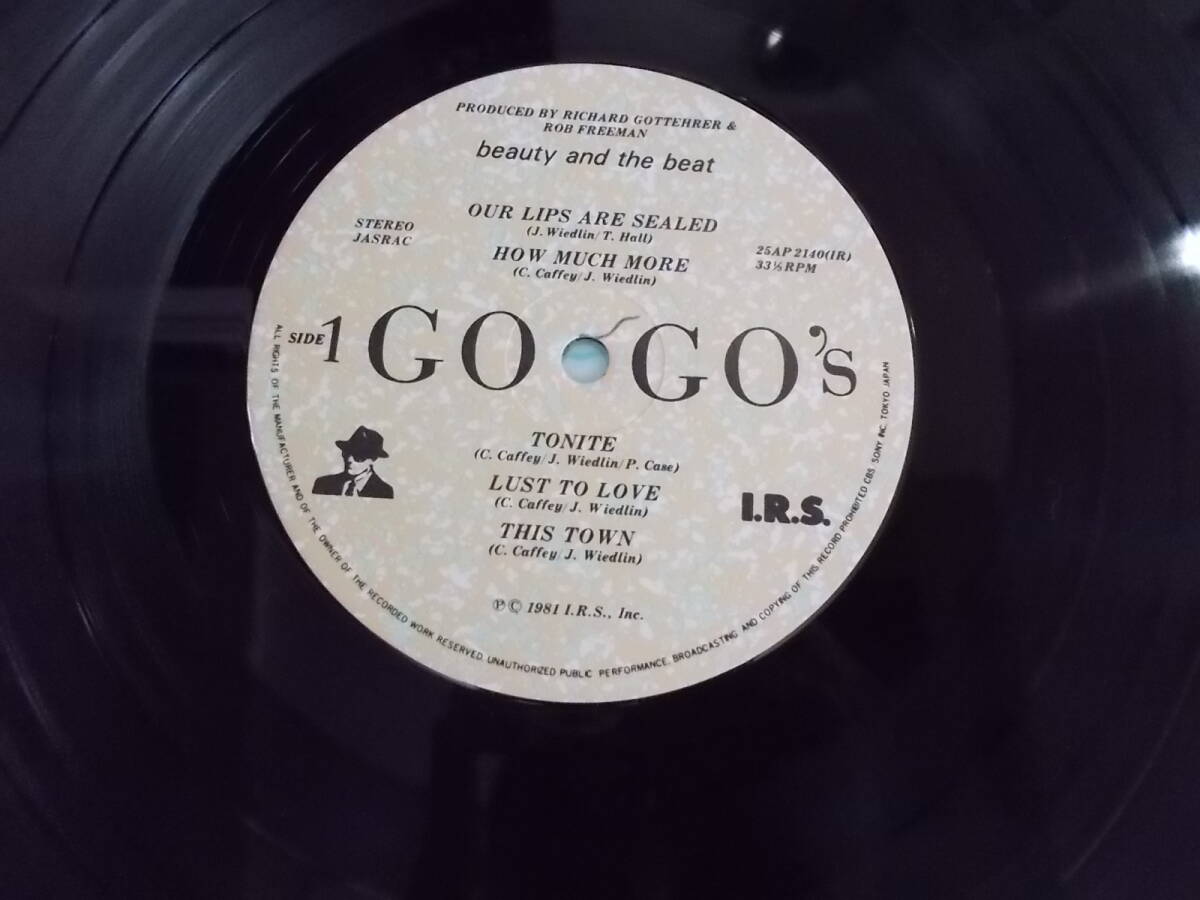 PRODUCED BY RICHARD GOTTEHRER &
ROB FREEMAN
beauty and the beat
STEREO
JASRAC
OUR LIPS ARE SEALED
(J. Wiedlin/T. Hall)
HOW MUCH MORE
(C. Caffey/J. Wiedlin)
25AP 2140(IR)
33⅓RPM
SIDE 1 GO GO's
TONITE
(C. Caffey/J. Wiedlin/P. Case)
LUST TO LOVE
(C. Caffey/J. Wiedlin)
THIS TOWN
(C. Caffey/J. Wiedlin)
I.R.S.
℗© 1981 I.R.S., Inc.
ALL RIGHTS OF THE MANUFACTURER AND OF THE OWNER OF THE RECORDED WORK RESERVED. UNAUTHORIZED PUBLIC PERFORMANCE, BROADCASTING AND COPYING OF THIS RECORD PROHIBITED CBS/SONY INC. TOKYO JAPAN